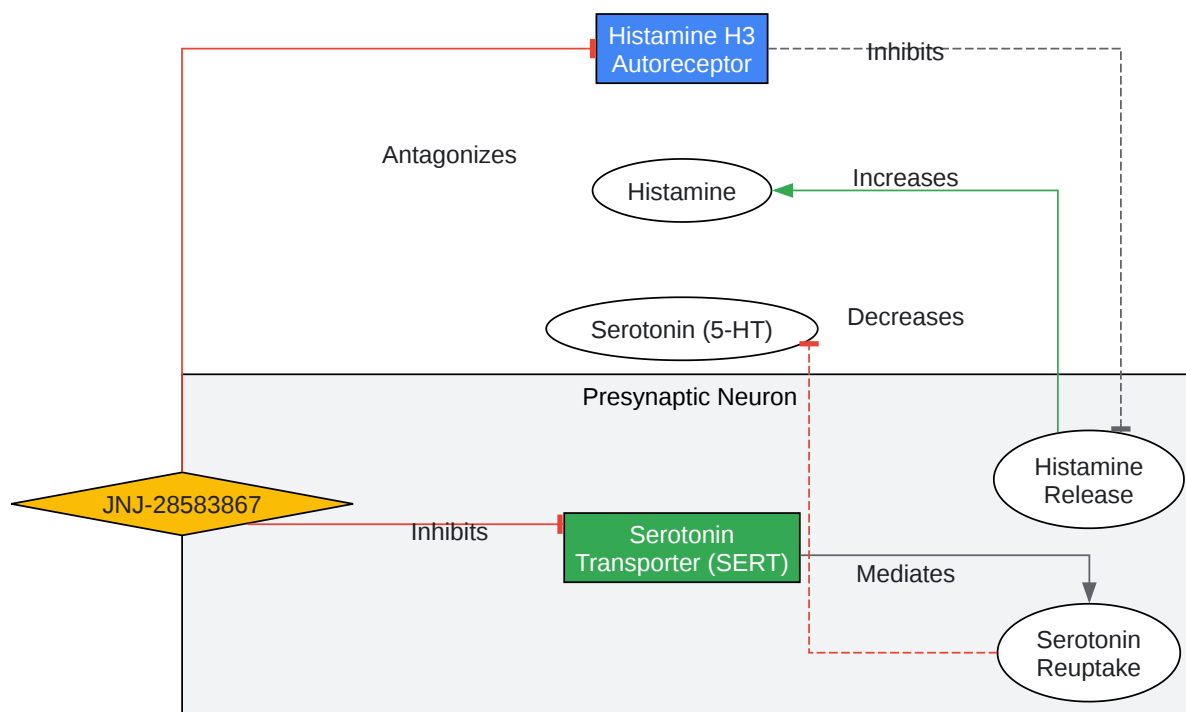 Histamine H3
Autoreceptor
Inhibits
Antagonizes
Histamine
Increases
Serotonin (5-HT)
Decreases
Presynaptic Neuron
Histamine
Release
JNJ-28583867
Inhibits
Serotonin
Transporter (SERT)
Mediates
Serotonin
Reuptake